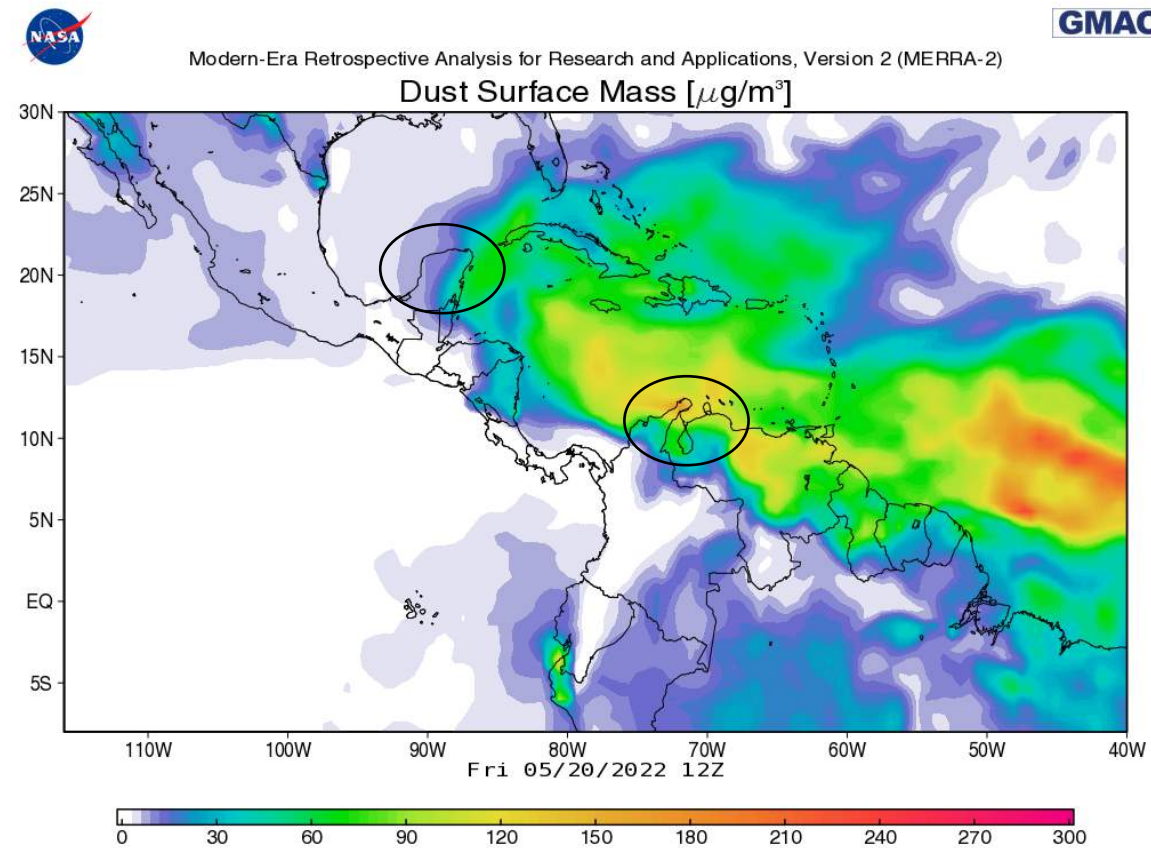 NASA
GMAO
Modern-Era Retrospective Analysis for Research and Applications, Version 2 (MERRA-2)
Dust Surface Mass [μg/m³]
30N
25N
20N
15N
10N
5N
EQ
5S
110W 100W 90W 80W 70W 60W 50W 40W
Fri 05/20/2022 12Z
0 30 60 90 120 150 180 210 240 270 300